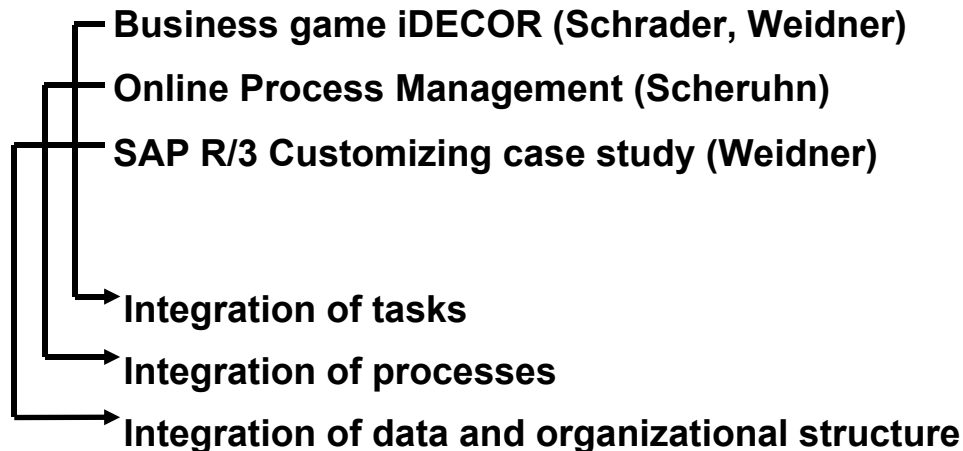 Business game iDECOR (Schrader, Weidner)
Online Process Management (Scheruhn)
SAP R/3 Customizing case study (Weidner)
Integration of tasks
Integration of processes
Integration of data and organizational structure